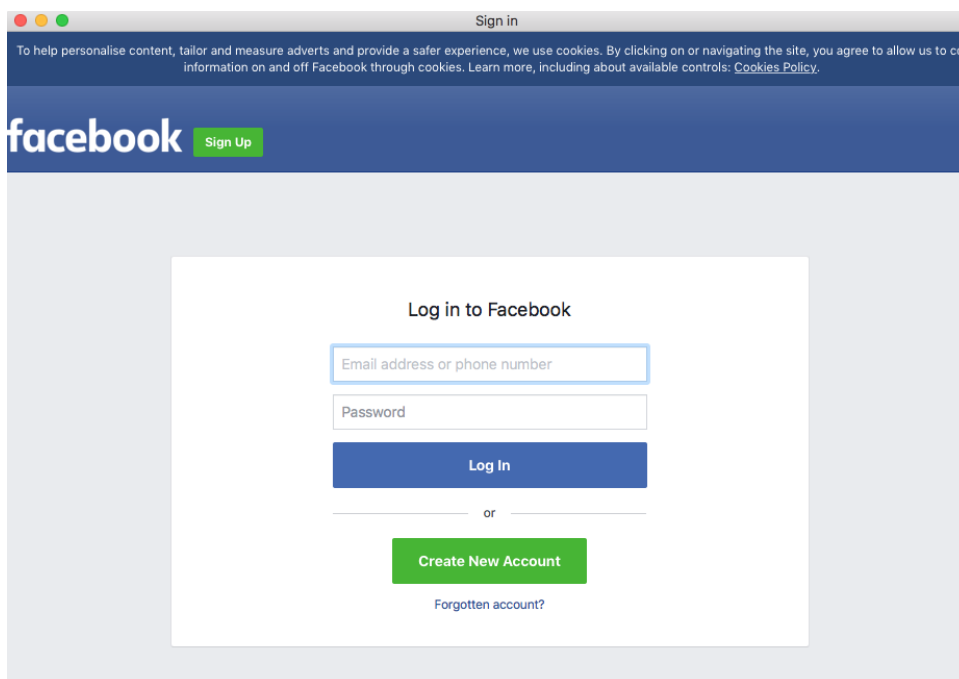 Sign in
To help personalise content, tailor and measure adverts and provide a safer experience, we use cookies. By clicking on or navigating the site, you agree to allow us to
information on and off Facebook through cookies. Learn more, including about available controls: Cookies Policy.
facebook Sign Up
Log in to Facebook
Email address or phone number
Password
Log In
or
Create New Account
Forgotten account?